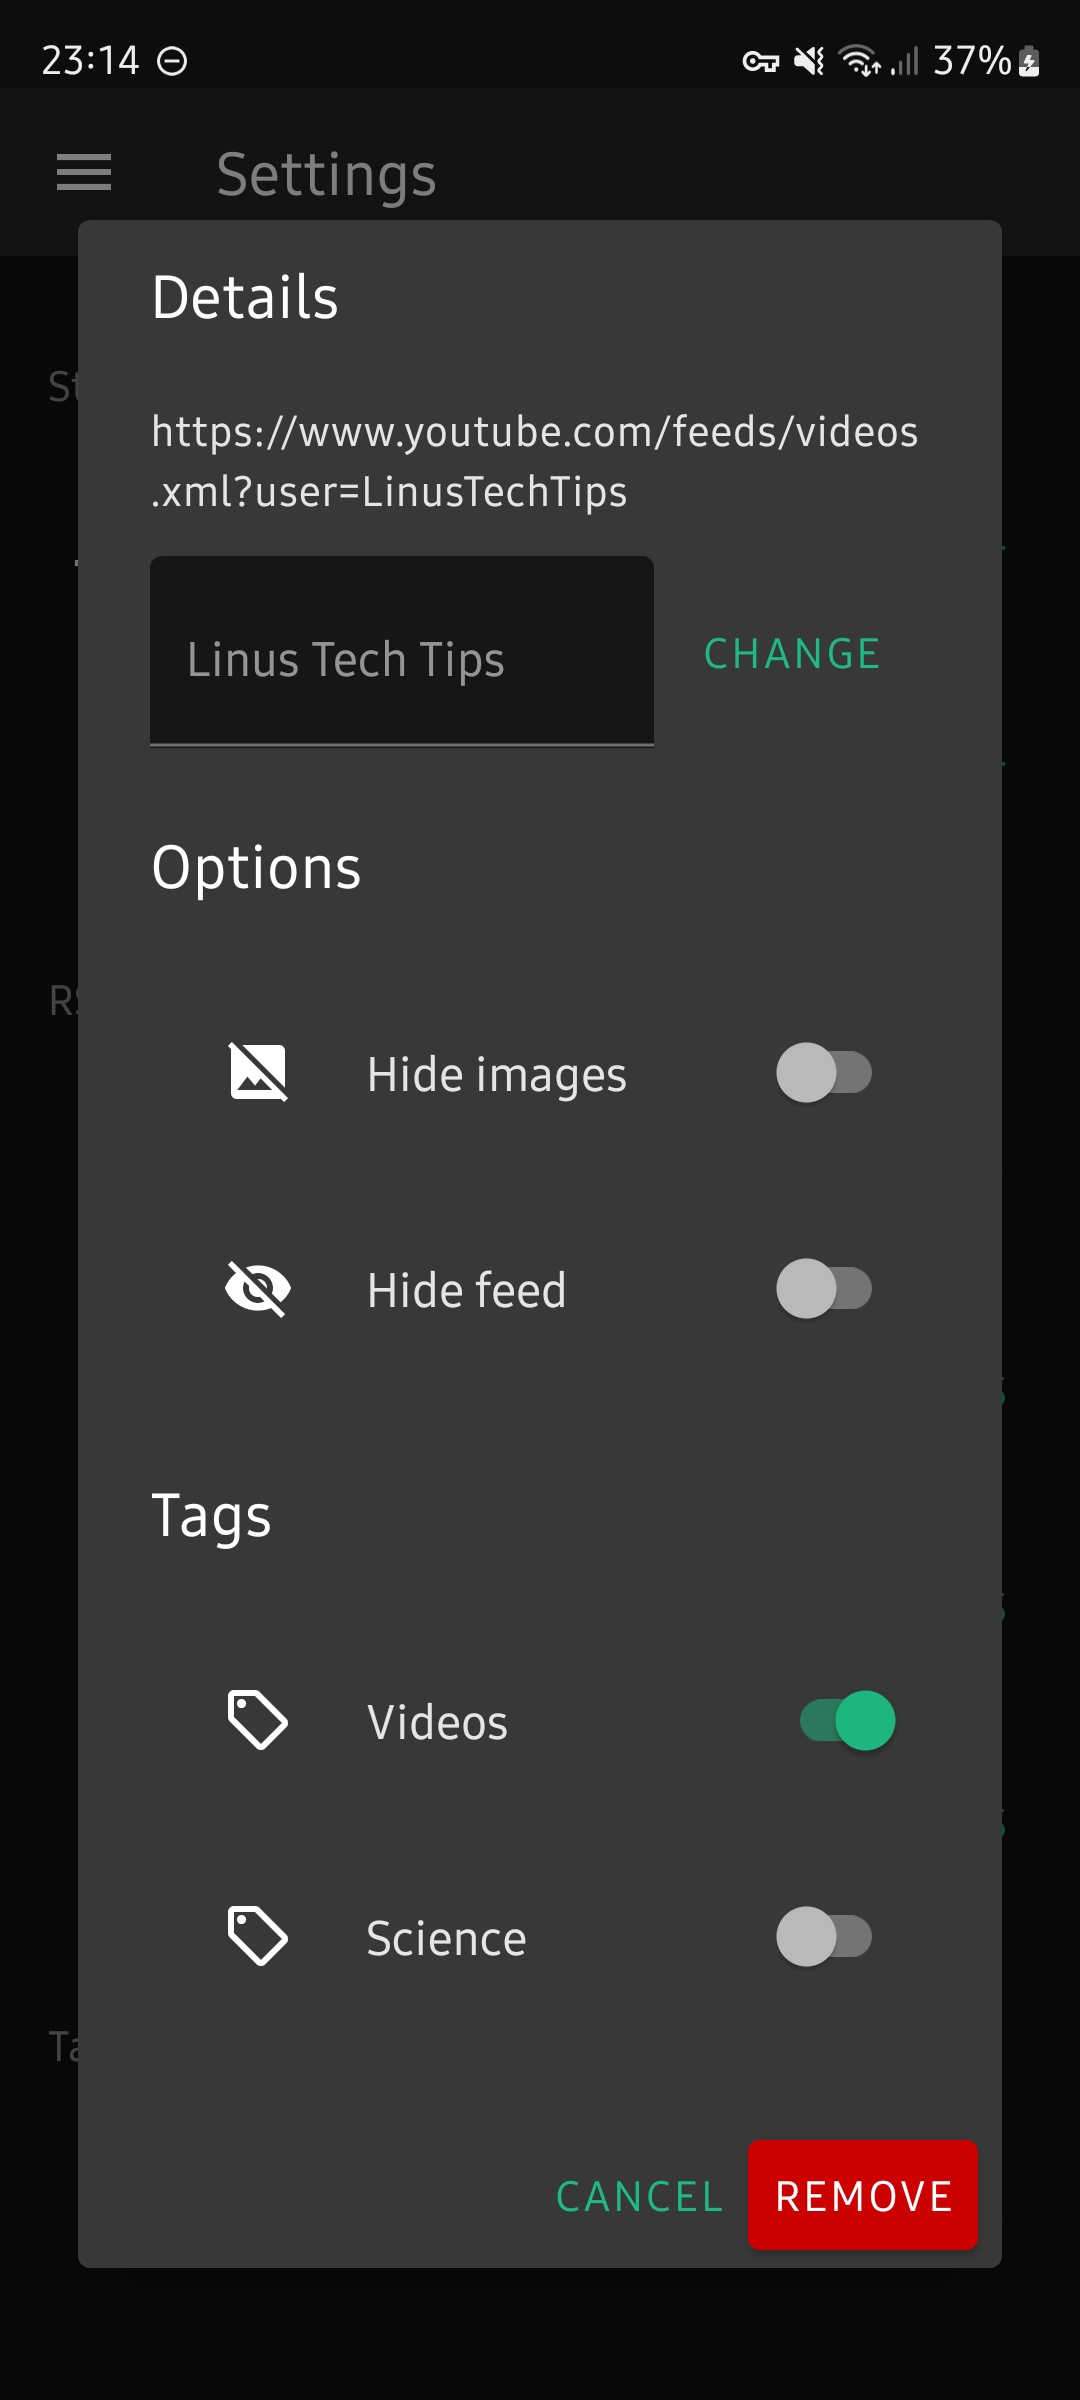 23:14 37%
Settings
Details
https://www.youtube.com/feeds/videos
.xml?user=LinusTechTips
Linus Tech Tips CHANGE
Options
Hide images
Hide feed
Tags
Videos
Science
CANCEL REMOVE